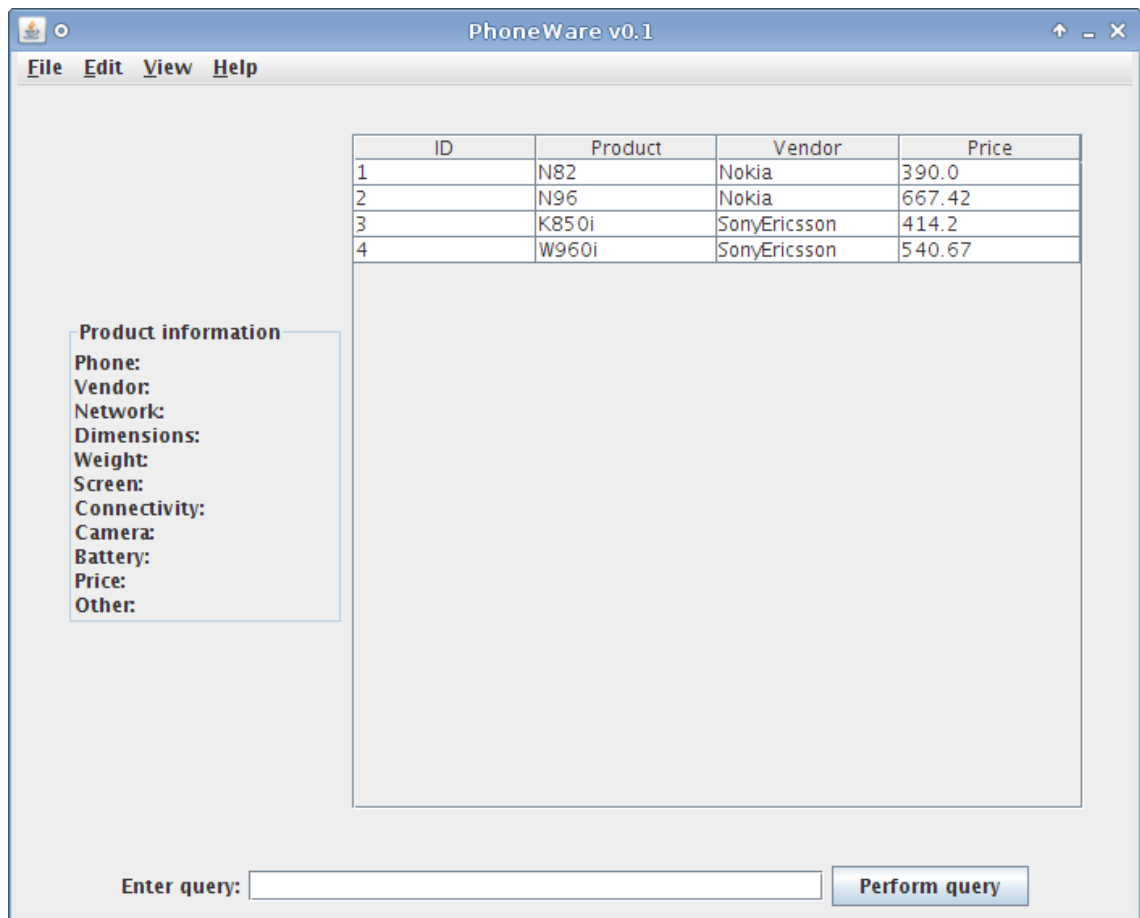 PhoneWare v0.1
File Edit View Help
ID Product Vendor Price
1 N82 Nokia 390.0
2 N96 Nokia 667.42
3 K850i SonyEricsson 414.2
4 W960i SonyEricsson 540.67
Product information
Phone:
Vendor:
Network:
Dimensions:
Weight:
Screen:
Connectivity:
Camera:
Battery:
Price:
Other:
Enter query: Perform query